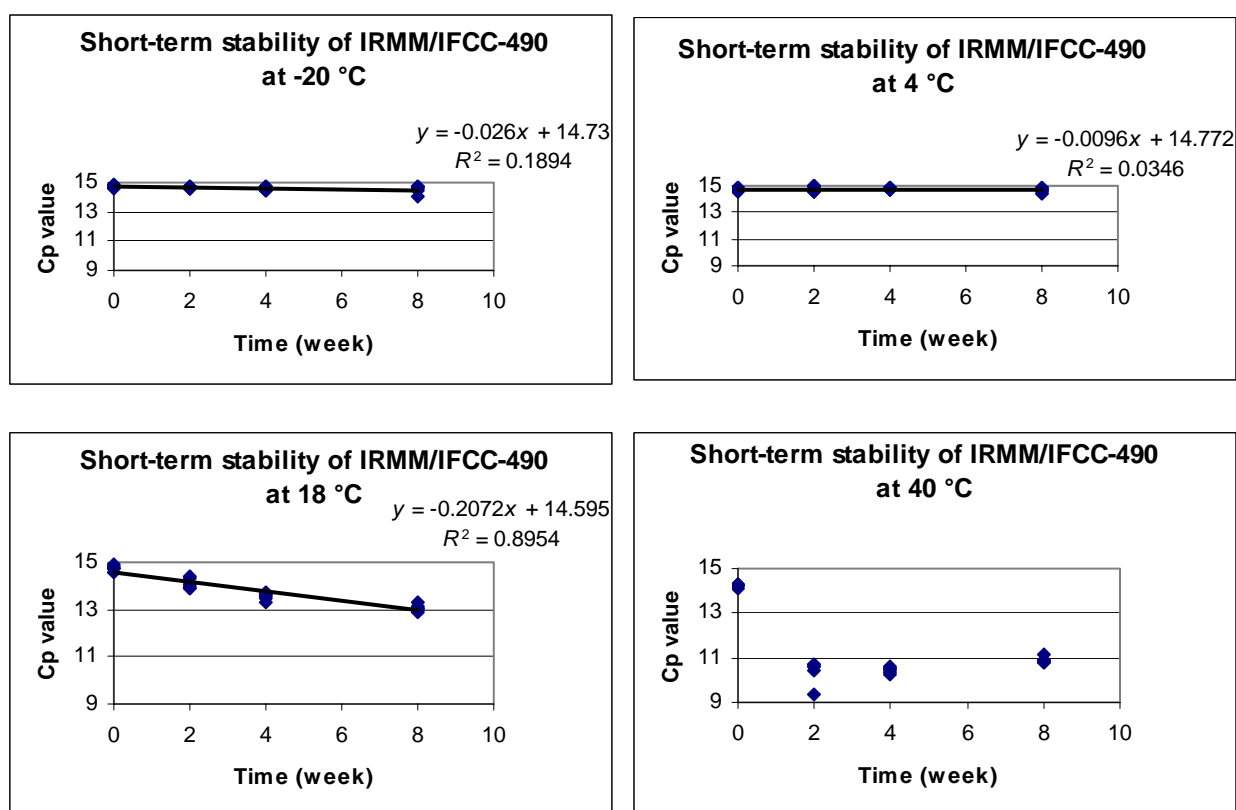 Short-term stability of IRMM/IFCC-490
at -20 °C
y = -0.026x + 14.73
R² = 0.1894
15
13
11
9
Cp value
0 2 4 6 8 10
Time (week)
Short-term stability of IRMM/IFCC-490
at 4 °C
y = -0.0096x + 14.772
R² = 0.0346
15
13
11
9
Cp value
0 2 4 6 8 10
Time (week)
Short-term stability of IRMM/IFCC-490
at 18 °C
y = -0.2072x + 14.595
R² = 0.8954
15
13
11
9
Cp value
0 2 4 6 8 10
Time (week)
Short-term stability of IRMM/IFCC-490
at 40 °C
15
13
11
9
Cp value
0 2 4 6 8 10
Time (week)